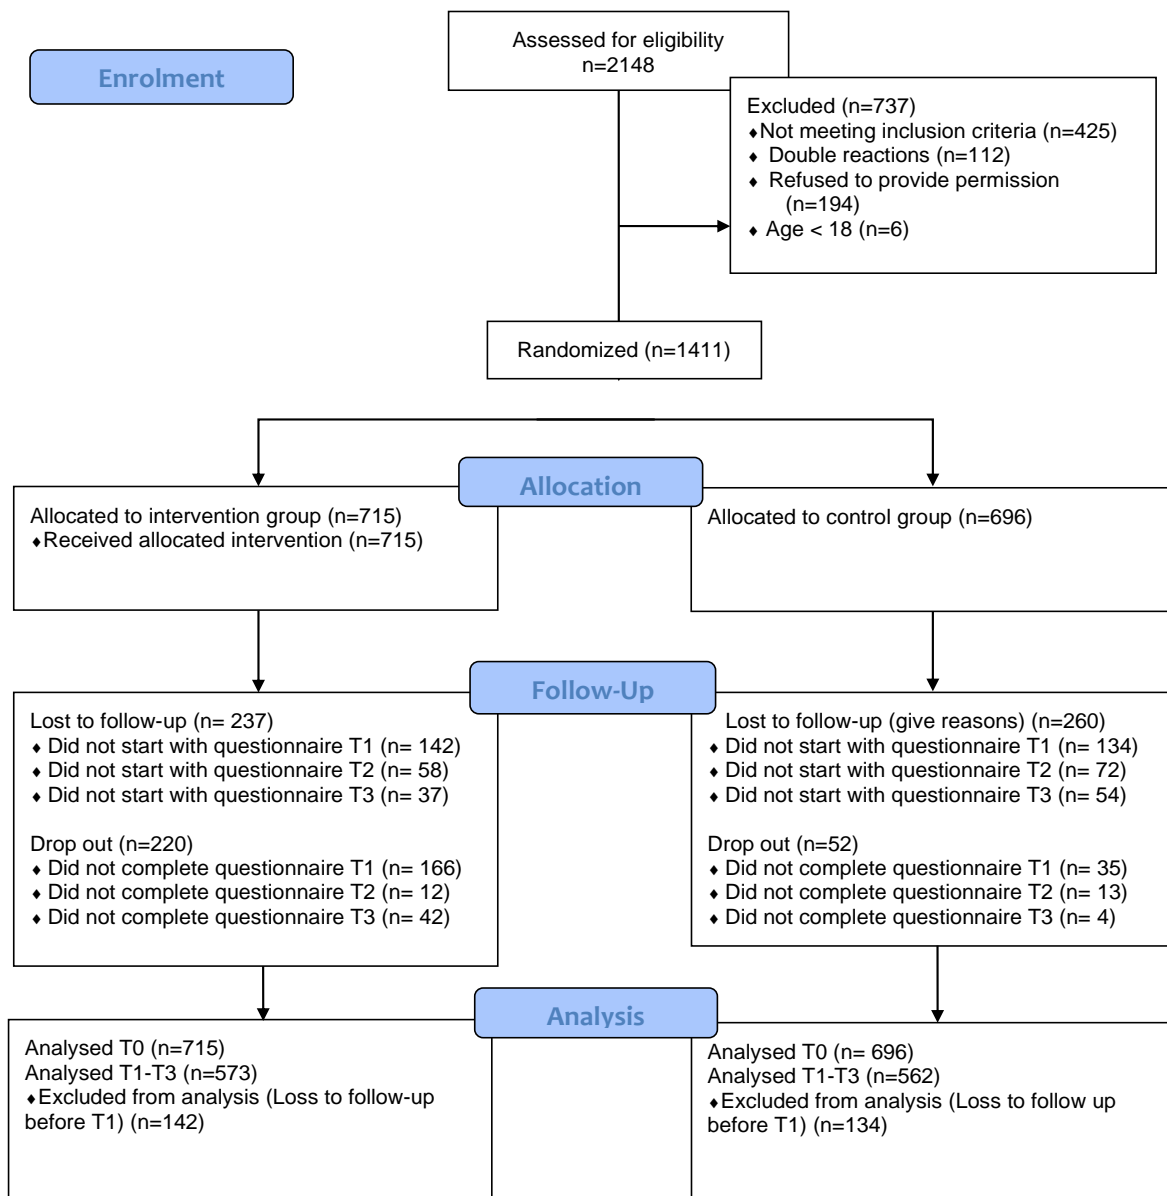 Assessed for eligibility
n=2148
Enrolment
Excluded (n=737)
♦Not meeting inclusion criteria (n=425)
♦ Double reactions (n=112)
♦ Refused to provide permission
(n=194)
♦ Age < 18 (n=6)
Randomized (n=1411)
Allocation
Allocated to intervention group (n=715)
♦Received allocated intervention (n=715)
Allocated to control group (n=696)
Follow-Up
Lost to follow-up (n= 237)
♦ Did not start with questionnaire T1 (n= 142)
♦ Did not start with questionnaire T2 (n= 58)
♦ Did not start with questionnaire T3 (n= 37)
Drop out (n=220)
♦ Did not complete questionnaire T1 (n= 166)
♦ Did not complete questionnaire T2 (n= 12)
♦ Did not complete questionnaire T3 (n= 42)
Lost to follow-up (give reasons) (n=260)
♦ Did not start with questionnaire T1 (n= 134)
♦ Did not start with questionnaire T2 (n= 72)
♦ Did not start with questionnaire T3 (n= 54)
Drop out (n=52)
♦ Did not complete questionnaire T1 (n= 35)
♦ Did not complete questionnaire T2 (n= 13)
♦ Did not complete questionnaire T3 (n= 4)
Analysis
Analysed T0 (n=715)
Analysed T1-T3 (n=573)
♦Excluded from analysis (Loss to follow-up
before T1) (n=142)
Analysed T0 (n= 696)
Analysed T1-T3 (n=562)
♦Excluded from analysis (Loss to follow up
before T1) (n=134)